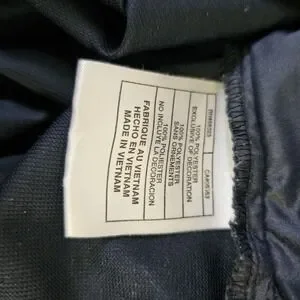 100% POLYESTER
EXCLUSIVE OF DECORATION
100% POLYESTER
SANS ORNEMENTS
100% POLYESTER
NO INCLUYE LA DECORACION
FABRIQUE AU VIETNAM
HECHO EN VIETNAM
MADE IN VIETNAM